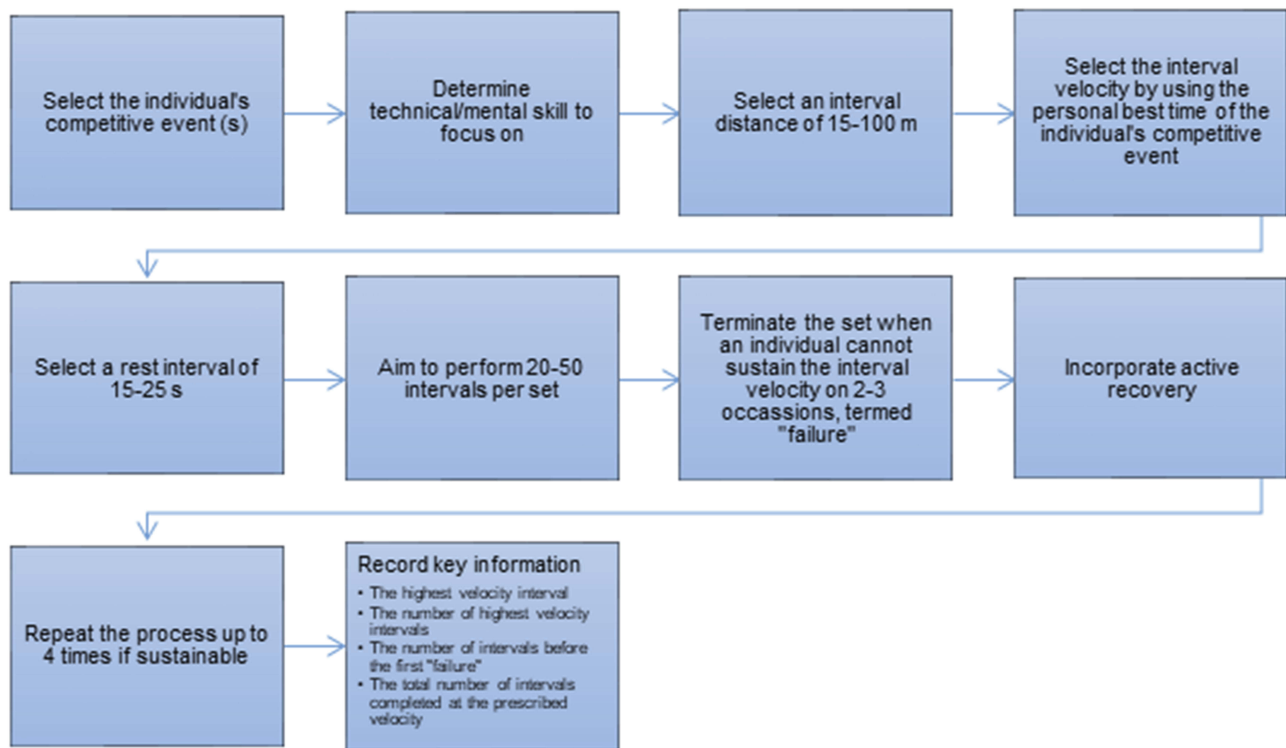 Select the individual's
competitive event (s)
Determine
technical/mental skill to
focus on
Select an interval
distance of 15-100 m
Select the interval
velocity by using the
personal best time of the
individual's competitive
event
Select a rest interval of
15-25 s
Aim to perform 20-50
intervals per set
Terminate the set when
an individual cannot
sustain the interval
velocity on 2-3
occassions, termed
"failure"
Incorporate active
recovery
Repeat the process up to
4 times if sustainable
Record key information
• The highest velocity interval
• The number of highest velocity
intervals
• The number of intervals before
the first "failure"
• The total number of intervals
completed at the prescribed
velocity